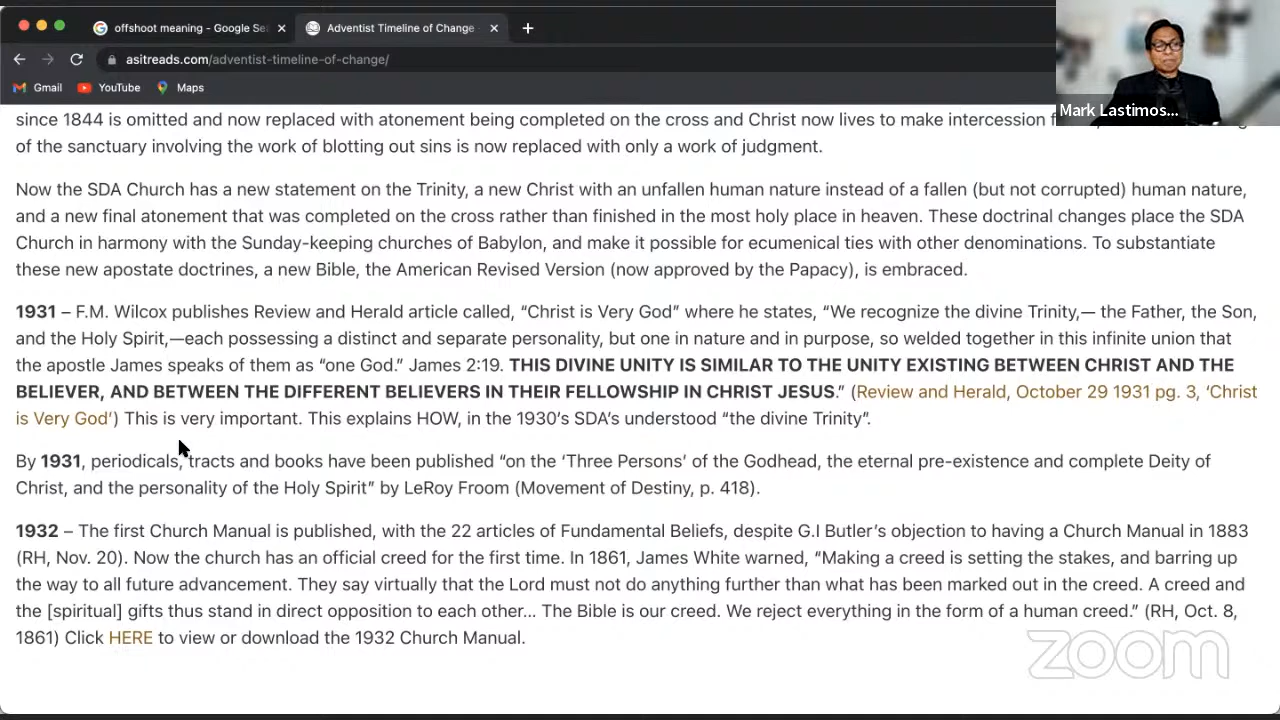 offshoot meaning - Google Se
Adventist Timeline of Change
asitreads.com/adventist-timeline-of-change/
Gmail YouTube Maps
Mark Lastimos...
since 1844 is omitted and now replaced with atonement being completed on the cross and Christ now lives to make intercession
of the sanctuary involving the work of blotting out sins is now replaced with only a work of judgment.
Now the SDA Church has a new statement on the Trinity, a new Christ with an unfallen human nature instead of a fallen (but not corrupted) human nature,
and a new final atonement that was completed on the cross rather than finished in the most holy place in heaven. These doctrinal changes place the SDA
Church in harmony with the Sunday-keeping churches of Babylon, and make it possible for ecumenical ties with other denominations. To substantiate
these new apostate doctrines, a new Bible, the American Revised Version (now approved by the Papacy), is embraced.
1931 – F.M. Wilcox publishes Review and Herald article called, “Christ is Very God” where he states, “We recognize the divine Trinity,— the Father, the Son,
and the Holy Spirit,—each possessing a distinct and separate personality, but one in nature and in purpose, so welded together in this infinite union that
the apostle James speaks of them as “one God.” James 2:19. THIS DIVINE UNITY IS SIMILAR TO THE UNITY EXISTING BETWEEN CHRIST AND THE
BELIEVER, AND BETWEEN THE DIFFERENT BELIEVERS IN THEIR FELLOWSHIP IN CHRIST JESUS.” (Review and Herald, October 29 1931 pg. 3, ‘Christ
is Very God’) This is very important. This explains HOW, in the 1930’s SDA’s understood “the divine Trinity”.
By 1931, periodicals, tracts and books have been published “on the ‘Three Persons’ of the Godhead, the eternal pre-existence and complete Deity of
Christ, and the personality of the Holy Spirit” by LeRoy Froom (Movement of Destiny, p. 418).
1932 – The first Church Manual is published, with the 22 articles of Fundamental Beliefs, despite G.I Butler’s objection to having a Church Manual in 1883
(RH, Nov. 20). Now the church has an official creed for the first time. In 1861, James White warned, “Making a creed is setting the stakes, and barring up
the way to all future advancement. They say virtually that the Lord must not do anything further than what has been marked out in the creed. A creed and
the [spiritual] gifts thus stand in direct opposition to each other... The Bible is our creed. We reject everything in the form of a human creed.” (RH, Oct. 8,
1861) Click HERE to view or download the 1932 Church Manual.
zoom